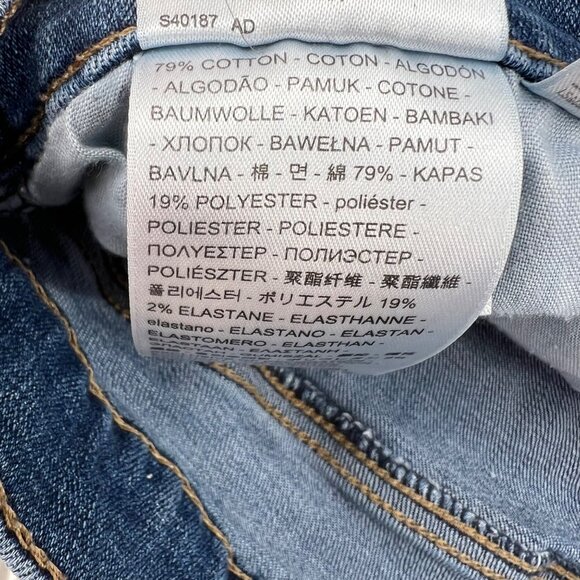 S40187 AD
79% COTTON - COTON - ALGODÓN
- ALGODÃO - PAMUK - COTONE -
BAUMWOLLE - KATOEN - BAMBAKI
- ХЛОПОК - BAWEŁNA - PAMUT -
BAVLNA - 棉 - 면 - 綿 79% - KAPAS
19% POLYESTER - poliéster -
POLIESTER - POLIESTERE -
ΠΟΛΥΕΣΤΕΡ - ПОЛИЭСТЕР -
POLIÉSZTER - 聚酯纤维 - 聚酯纖維 -
폴리에스터 - ポリエステル 19%
2% ELASTANE - ELASTHANNE -
elastano - ELASTANO - ELASTAN -
ELASTOMERO - ELASTHAN -